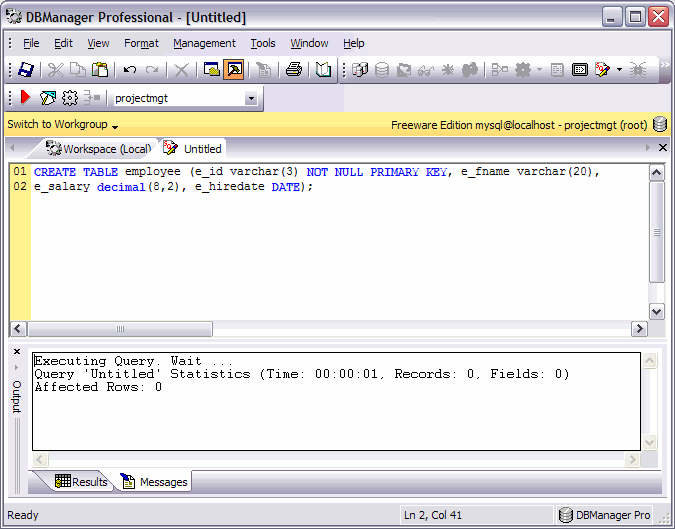 DBManager Professional - [Untitled]
File Edit View Format Management Tools Window Help
projectmgt
Switch to Workgroup Freeware Edition mysql@localhost - projectmgt (root)
Workspace (Local) Untitled
01 CREATE TABLE employee (e_id varchar(3) NOT NULL PRIMARY KEY, e_fname varchar(20),
02 e_salary decimal(8,2), e_hiredate DATE);
Executing Query. Wait ...
Query 'Untitled' Statistics (Time: 00:00:01, Records: 0, Fields: 0)
Affected Rows: 0
Output
Results Messages
Ready Ln 2, Col 41 DBManager Pro